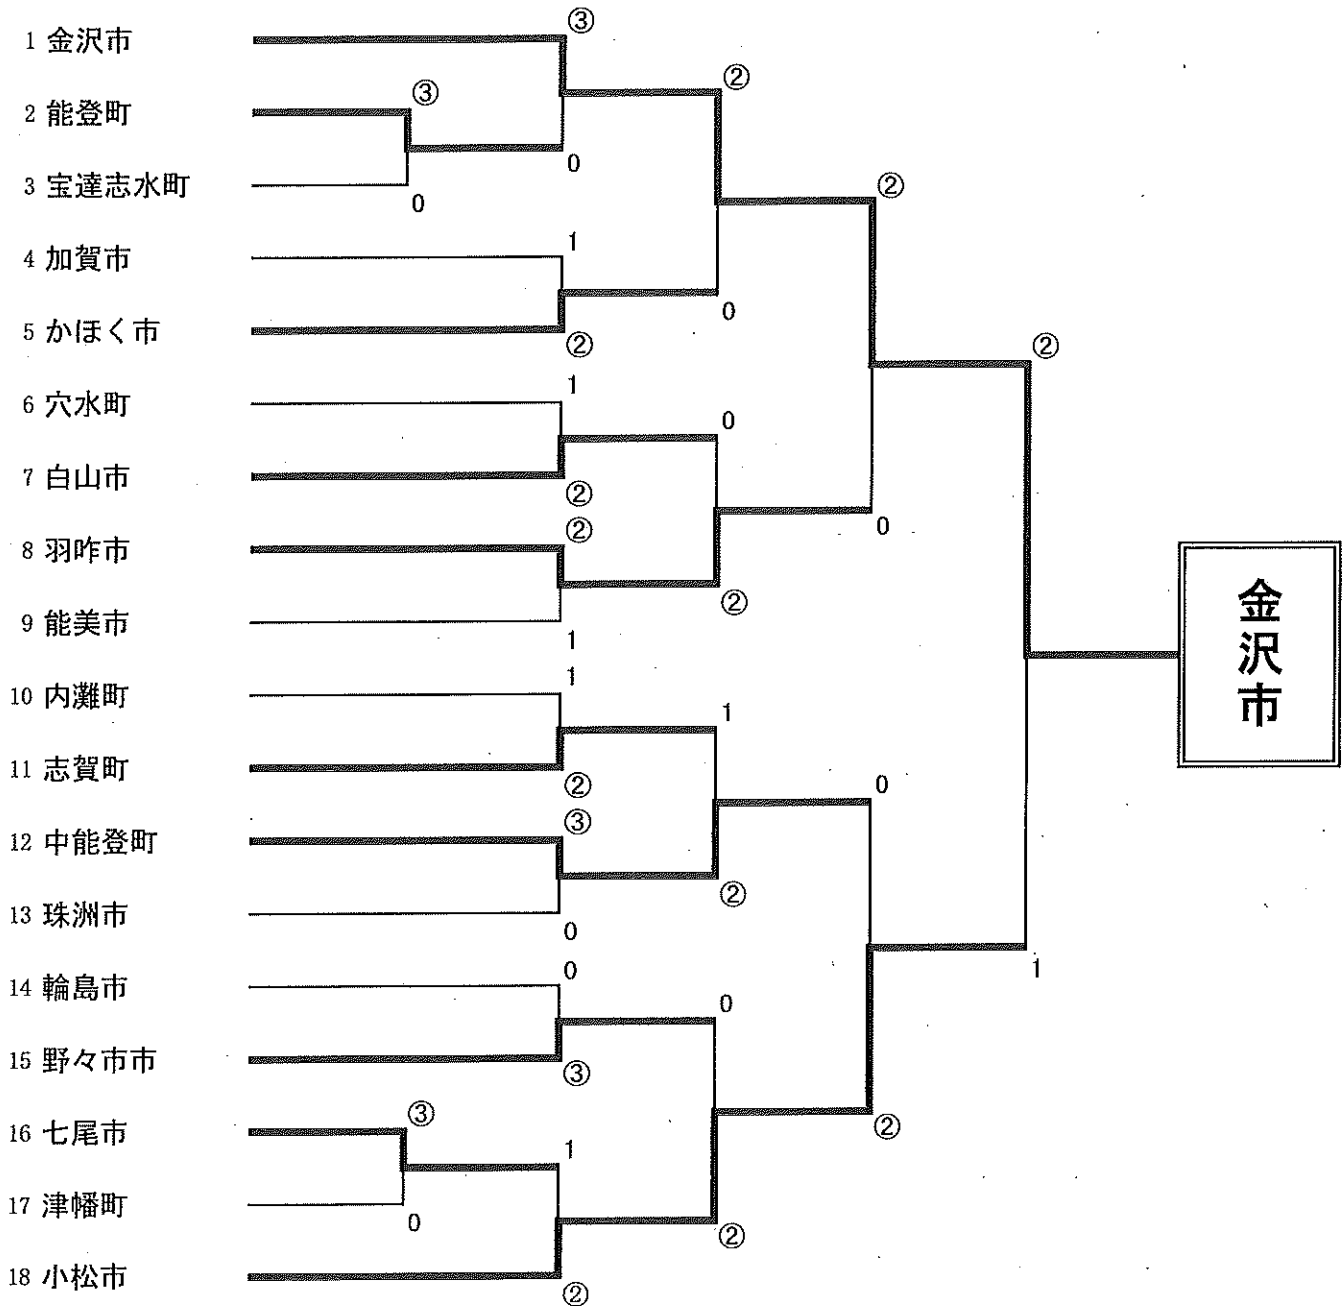 ③
1 金沢市
②
③
2 能登町
0
3 宝達志水町
0
②
1
4 加賀市
0
5 かほく市
②
②
1
6 穴水町
0
7 白山市
②
②
0
8 羽咋市
②
9 能美市
1
1
10 内灘町
1
11 志賀町
②
0
③
12 中能登町
②
13 珠洲市
0
0
1
14 輪島市
0
15 野々市市
③
③
②
16 七尾市
1
17 津幡町
0
②
18 小松市
②
金沢市